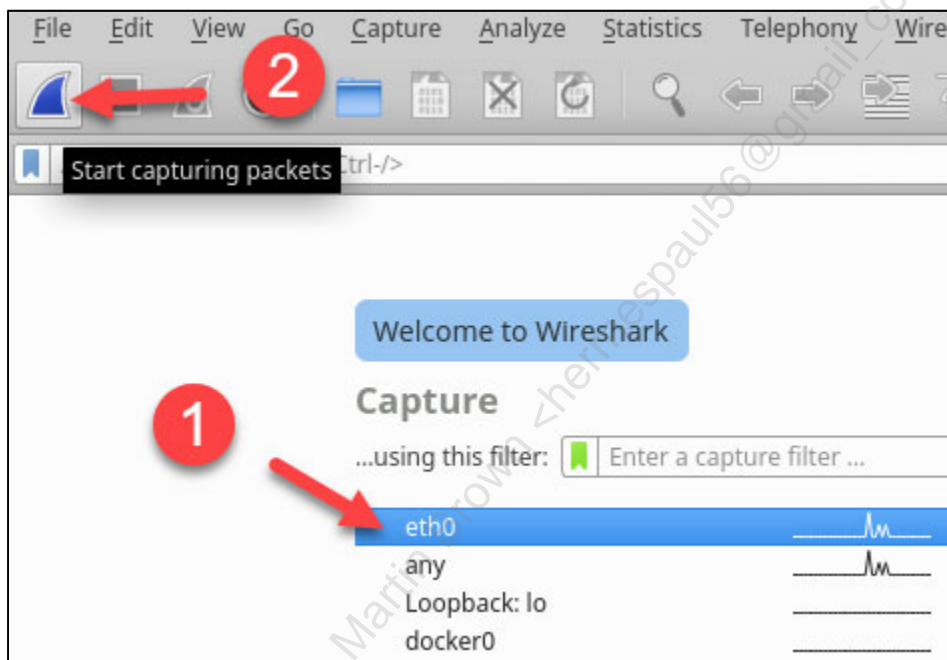 File Edit View Go Capture Analyze Statistics Telephony Wire
2
Start capturing packets Ctrl-/>
Welcome to Wireshark
Capture
1
...using this filter: Enter a capture filter ...
eth0
any
Loopback: lo
docker0